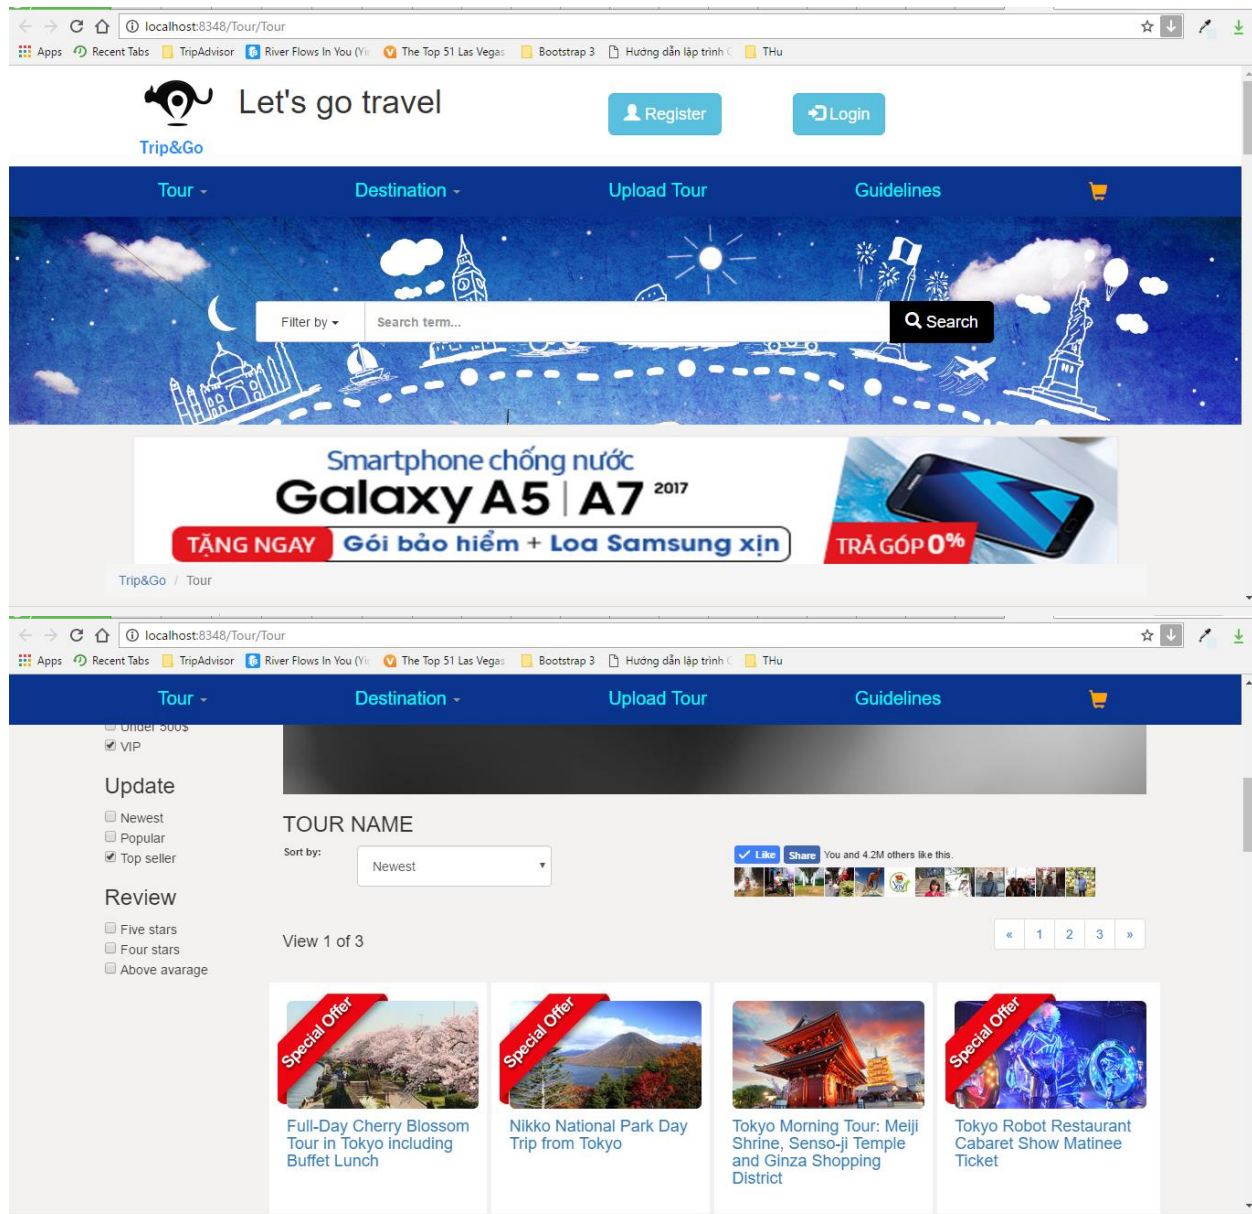 localhost:8348/Tour/Tour
Apps Recent Tabs TripAdvisor River Flows In You (Yir The Top 51 Las Vegas Bootstrap 3 Hướng dẫn lập trình C THu
Let's go travel
Register
Login
Trip&Go
Tour Destination Upload Tour Guidelines
Filter by Search term... Search
Smartphone chống nước
Galaxy A5 | A7 2017
TẶNG NGAY Gói bảo hiểm + Loa Samsung xịn
TRẢ GÓP 0%
Trip&Go / Tour
localhost:8348/Tour/Tour
Apps Recent Tabs TripAdvisor River Flows In You (Yir The Top 51 Las Vegas Bootstrap 3 Hướng dẫn lập trình C THu
Tour Destination Upload Tour Guidelines
Under 500$
VIP
Update
Newest
Popular
Top seller
Review
Five stars
Four stars
Above avarage
TOUR NAME
Sort by: Newest
Like Share You and 4.2M others like this.
View 1 of 3
« 1 2 3 »
Special Offer
Full-Day Cherry Blossom
Tour in Tokyo including
Buffet Lunch
Special Offer
Nikko National Park Day
Trip from Tokyo
Tokyo Morning Tour: Meiji
Shrine, Senso-ji Temple
and Ginza Shopping
District
Special Offer
Tokyo Robot Restaurant
Cabaret Show Matinee
Ticket